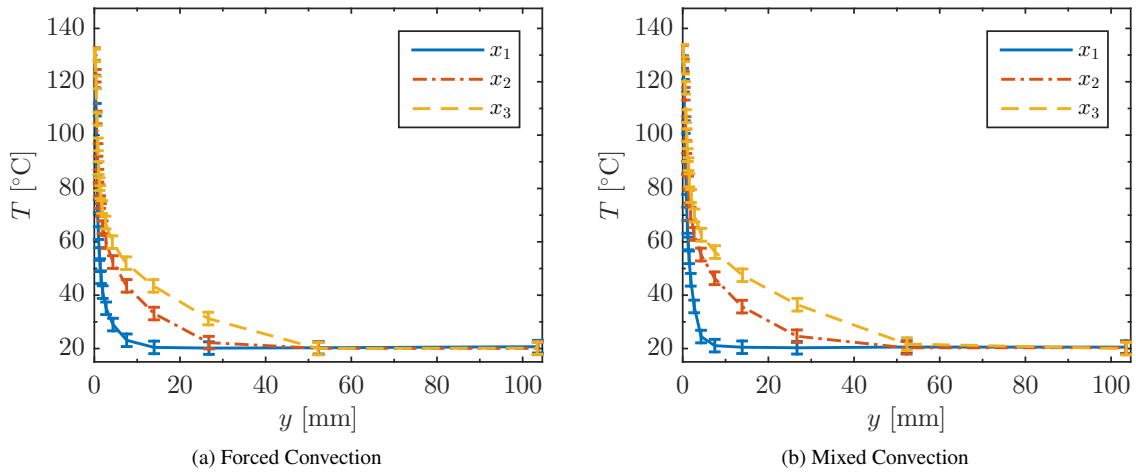 140
120
100
80
60
40
20
T [°C]
0 20 40 60 80 100
y [mm]
x₁
x₂
x₃
(a) Forced Convection
140
120
100
80
60
40
20
T [°C]
0 20 40 60 80 100
y [mm]
x₁
x₂
x₃
(b) Mixed Convection